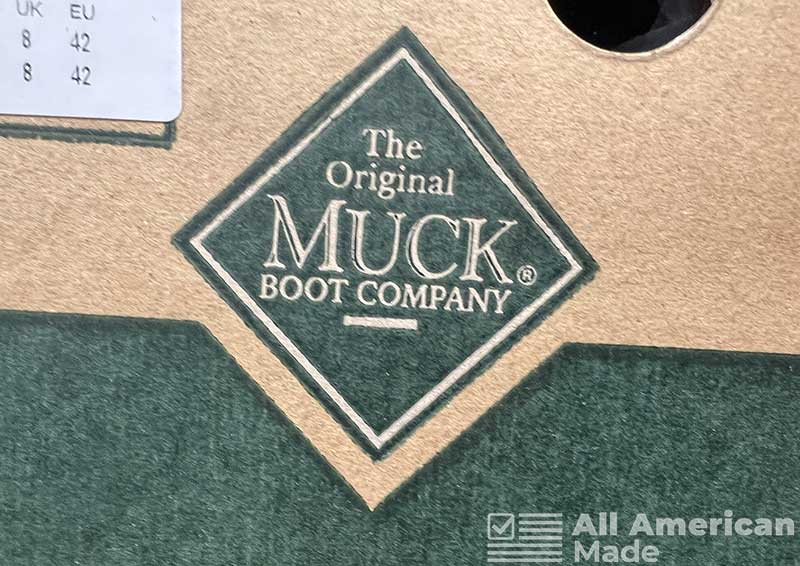 UK EU
8 42
8 42
The
Original
MUCK®
BOOT COMPANY
All American
Made